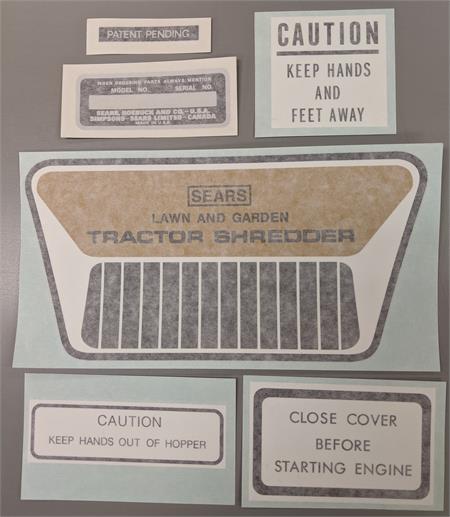 PATENT PENDING
WHEN ORDERING PARTS ALWAYS MENTION
MODEL NO. SERIAL NO.
SEARS, ROEBUCK AND CO. - U.S.A.
SIMPSONS - SEARS LIMITED - CANADA
MADE IN U.S.A.
CAUTION
KEEP HANDS
AND
FEET AWAY
SEARS
LAWN AND GARDEN
TRACTOR SHREDDER
CAUTION
KEEP HANDS OUT OF HOPPER
CLOSE COVER
BEFORE
STARTING ENGINE